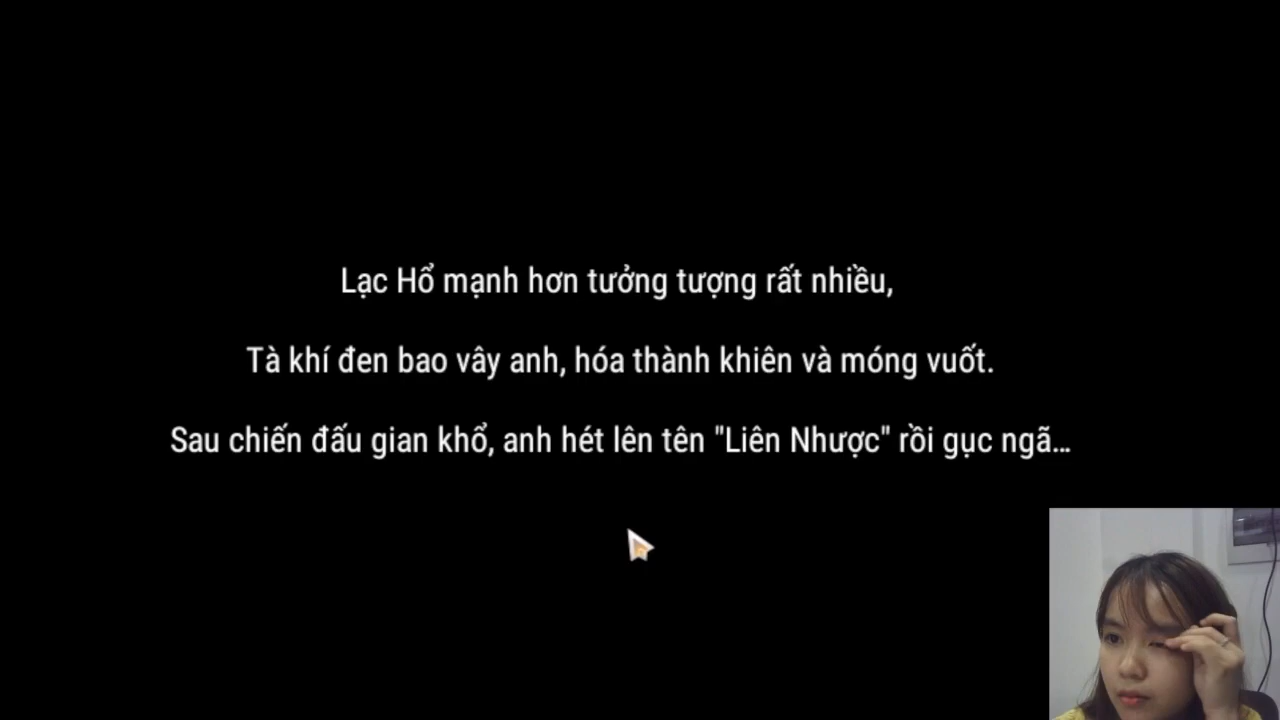 Lạc Hổ mạnh hơn tưởng tượng rất nhiều,
Tà khí đen bao vây anh, hóa thành khiên và móng vuốt.
Sau chiến đấu gian khổ, anh hét lên tên "Liên Nhược" rồi gục ngã...